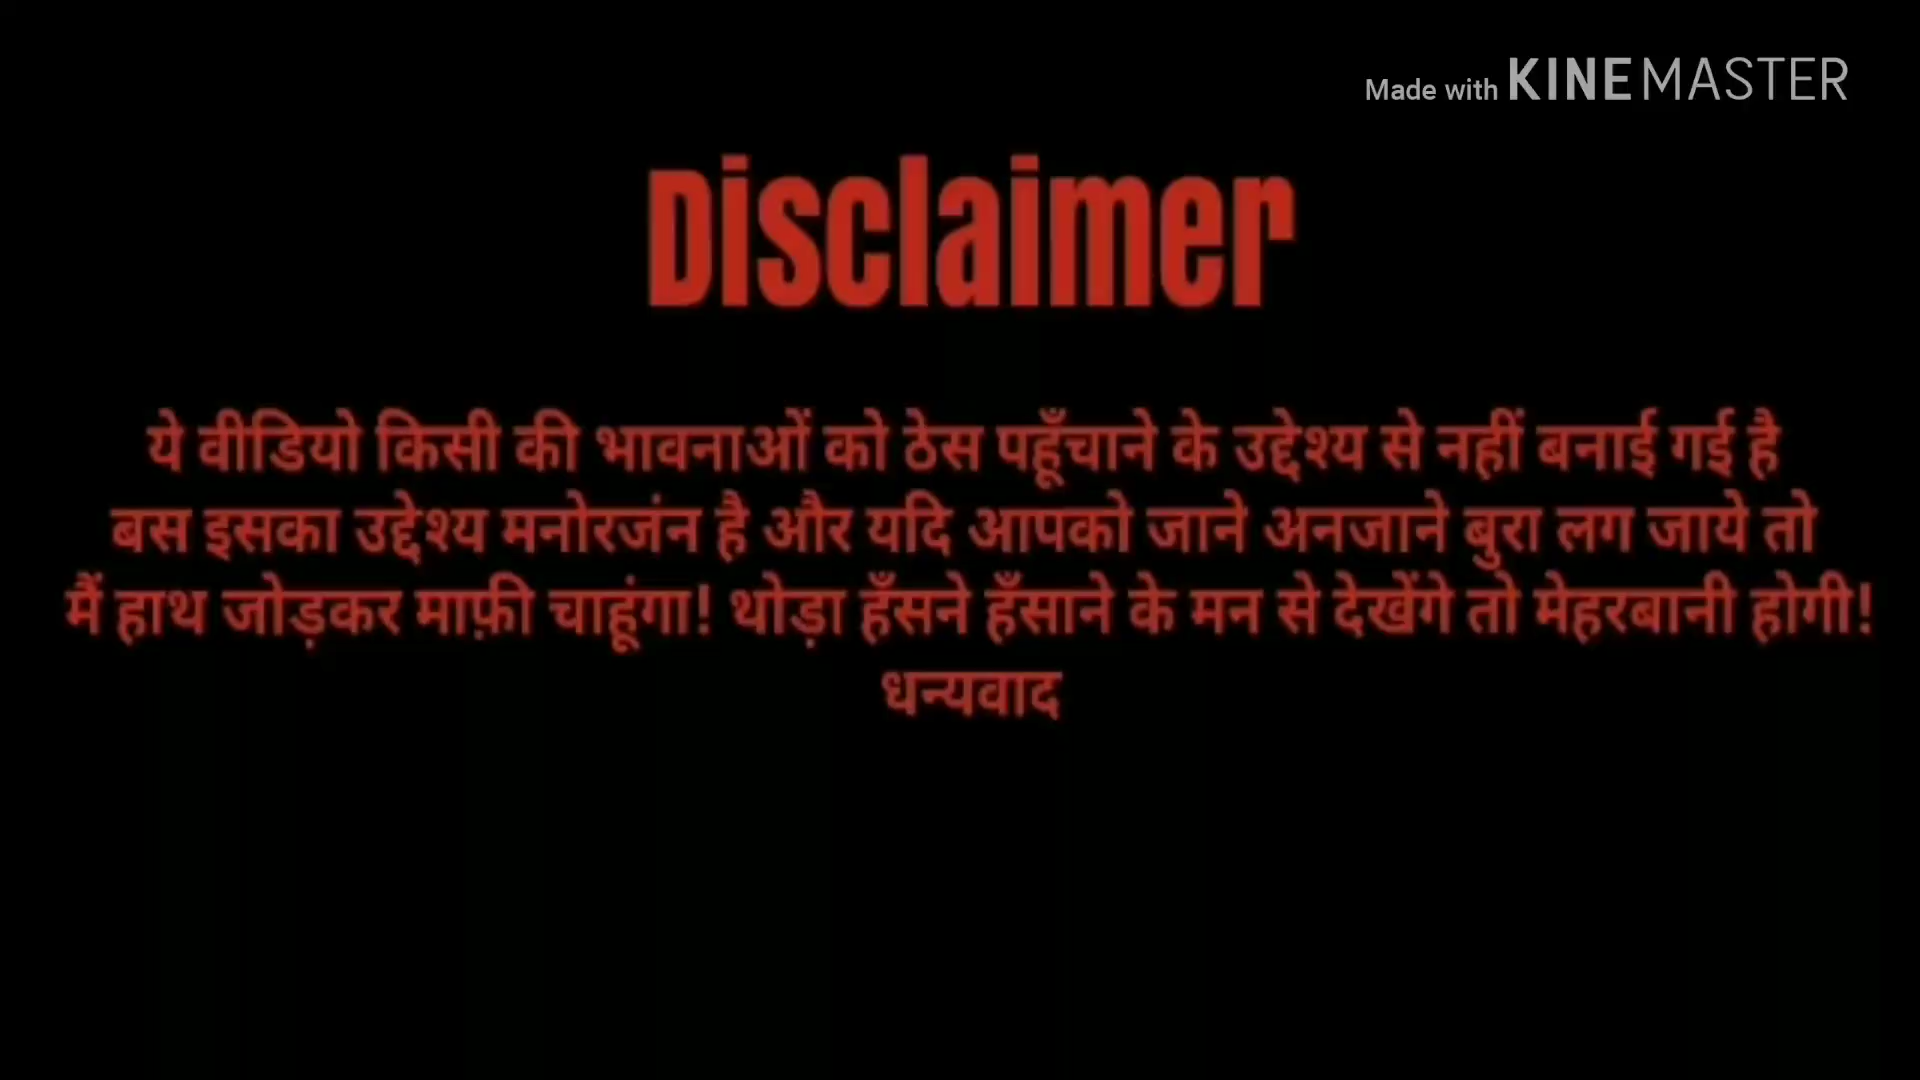 Made with KINEMASTER
Disclaimer
ये वीडियो किसी की भावनाओं को ठेस पहुँचाने के उद्देश्य से नहीं बनाई गई है
बस इसका उद्देश्य मनोरजंन है और यदि आपको जाने अनजाने बुरा लग जाये तो
मैं हाथ जोड़कर माफ़ी चाहूंगा! थोड़ा हँसने हँसाने के मन से देखेंगे तो मेहरबानी होगी!
धन्यवाद